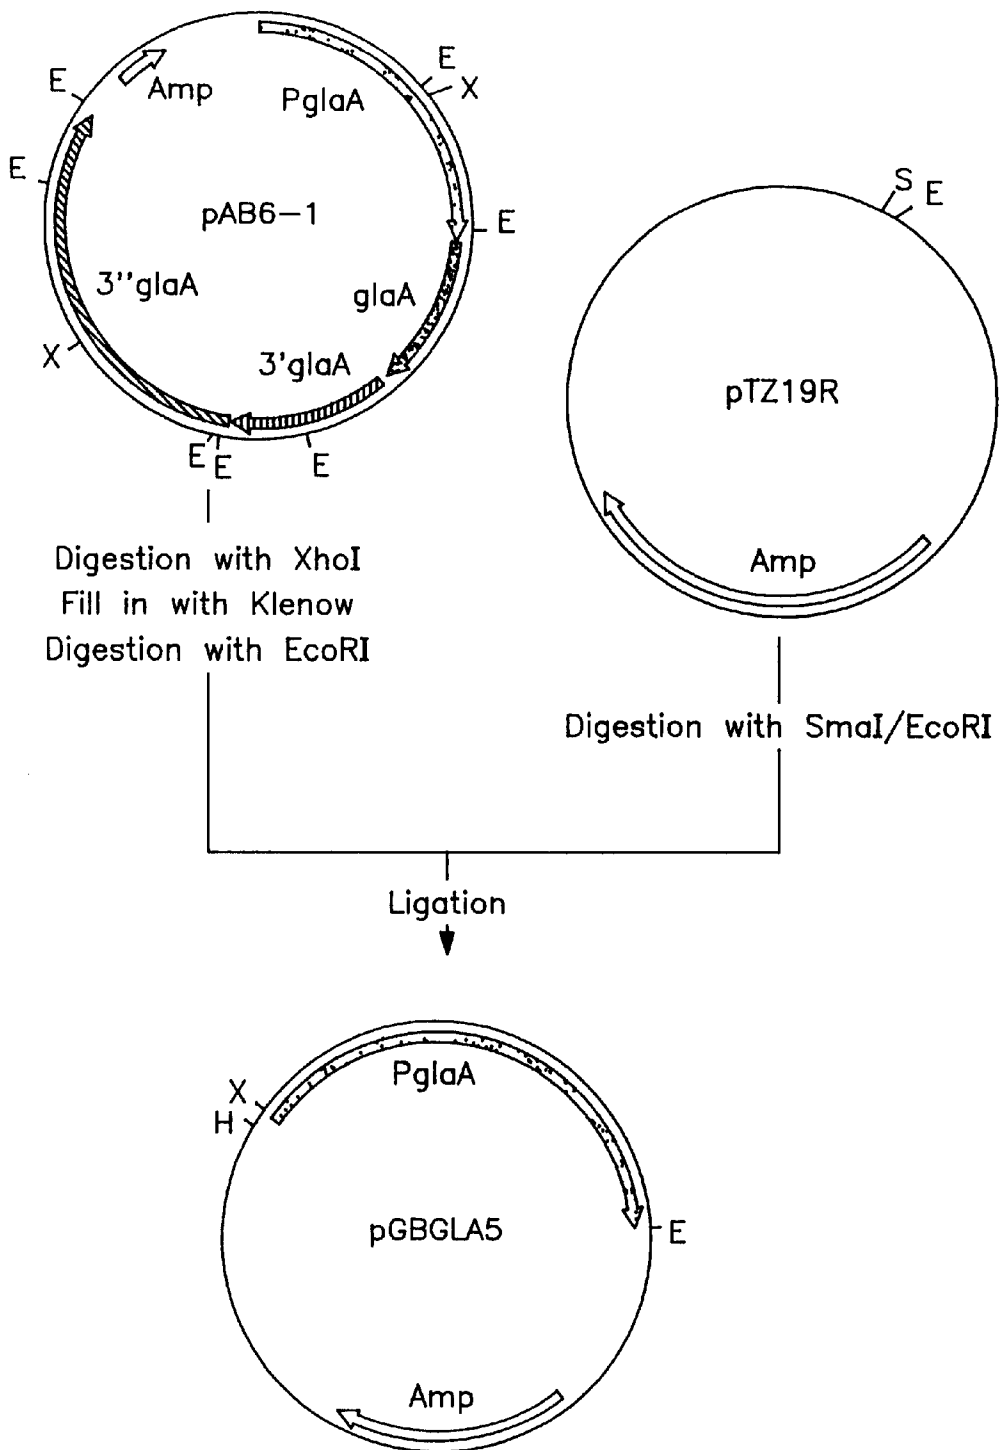 E
Amp
E
X
PglaA
E
pAB6-1
E
3''glaA
glaA
X
3'glaA
E
E
E
S
E
pTZ19R
Amp
Digestion with XhoI
Fill in with Klenow
Digestion with EcoRI
Digestion with SmaI/EcoRI
Ligation
X
H
PglaA
pGBGLA5
E
Amp